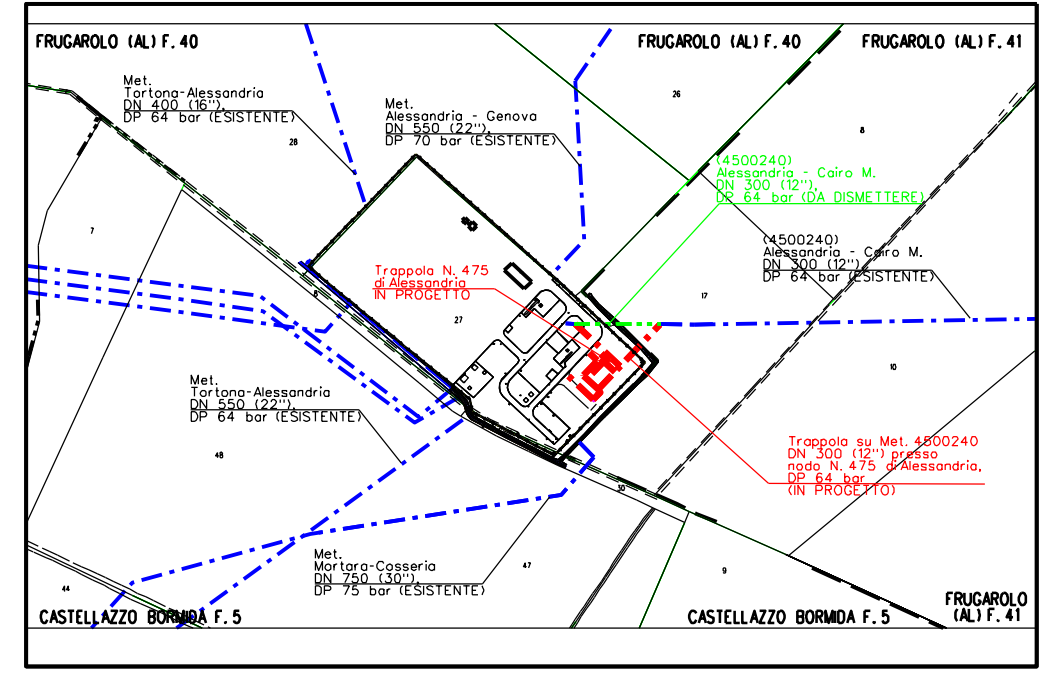 FRUGAROLO (AL) F. 40
FRUGAROLO (AL) F. 40
FRUGAROLO (AL) F. 41
Met.
Tortona-Alessandria
DN 400 (16"),
DP 64 bar (ESISTENTE)
28
Met.
Alessandria - Genova
DN 550 (22"),
DP 70 bar (ESISTENTE)
26
8
(4500240)
Alessandria - Cairo M.
DN 300 (12"),
DP 64 bar (DA DISMETTERE)
7
(4500240)
Alessandria - Cairo M.
DN 300 (12"),
DP 64 bar (ESISTENTE)
Trappola N. 475
di Alessandria
IN PROGETTO
6
17
27
10
Met.
Tortona-Alessandria
DN 550 (22"),
DP 64 bar (ESISTENTE)
48
Trappola su Met. 4500240
DN 300 (12") presso
nodo N. 475 di Alessandria,
DP 64 bar
(IN PROGETTO)
30
Met.
Mortara-Cosseria
DN 750 (30"),
DP 75 bar (ESISTENTE)
47
9
44
CASTELLAZZO BORMIDA F. 5
CASTELLAZZO BORMIDA F. 5
FRUGAROLO
(AL) F. 41